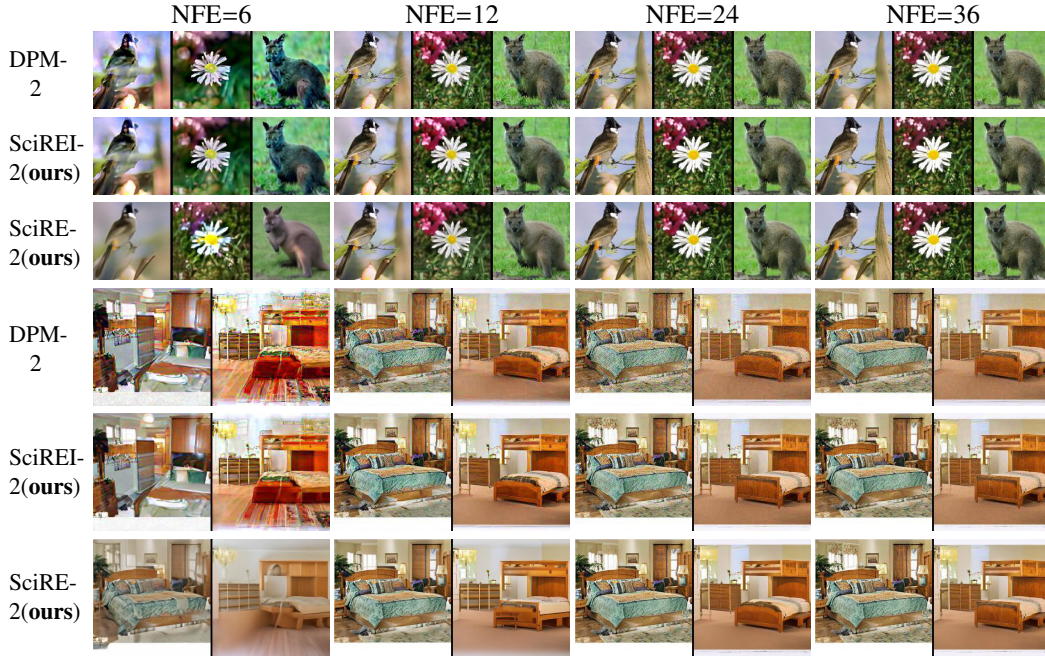 NFE=6 NFE=12 NFE=24 NFE=36
DPM-
2
SciREI-
2(ours)
SciRE-
2(ours)
DPM-
2
SciREI-
2(ours)
SciRE-
2(ours)